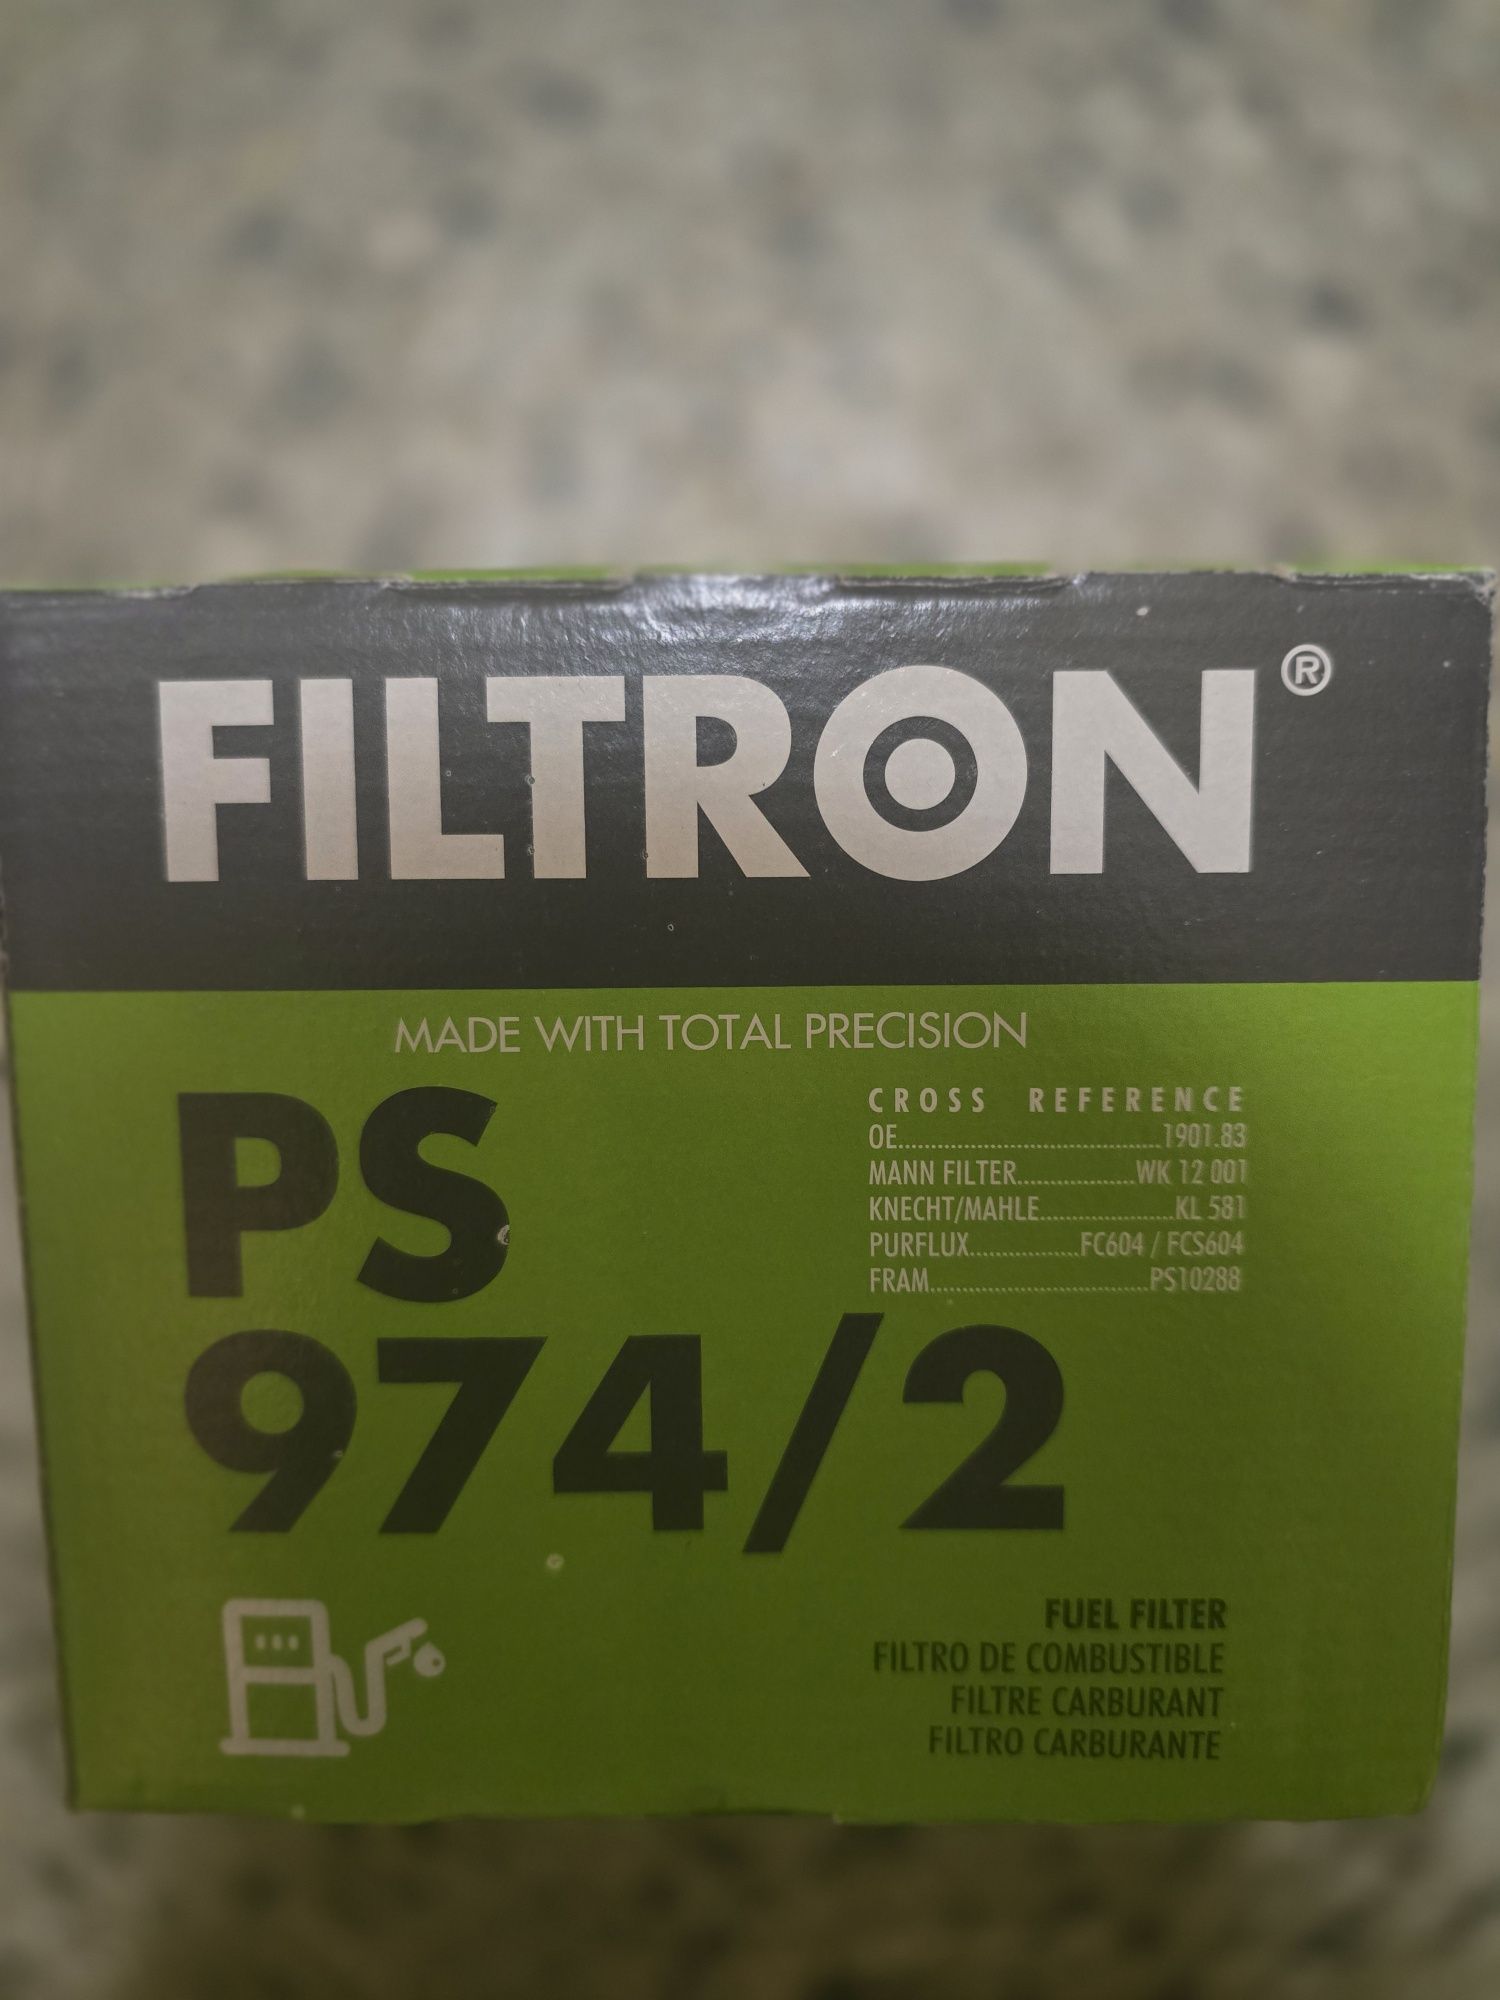 FILTRON®
MADE WITH TOTAL PRECISION
PS
974/2
CROSS REFERENCE
OE....................................1901.83
MANN FILTER.................WK 12 001
KNECHT/MAHLE...................KL 581
PURFLUX...............FC604 / FCS604
FRAM..............................PS10288
FUEL FILTER
FILTRO DE COMBUSTIBLE
FILTRE CARBURANT
FILTRO CARBURANTE